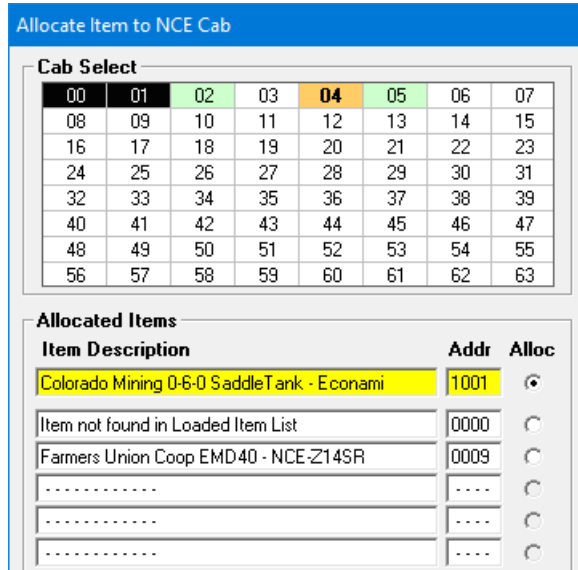 Allocate Item to NCE Cab
Cab Select
00 01 02 03 04 05 06 07
08 09 10 11 12 13 14 15
16 17 18 19 20 21 22 23
24 25 26 27 28 29 30 31
32 33 34 35 36 37 38 39
40 41 42 43 44 45 46 47
48 49 50 51 52 53 54 55
56 57 58 59 60 61 62 63
Allocated Items
Item Description Addr Alloc
Colorado Mining 0-6-0 SaddleTank - Econami 1001
Item not found in Loaded Item List 0000
Farmers Union Coop EMD40 - NCE-Z14SR 0009
- - - - - - - - - - - - - - - -
- - - - - - - - - - - - - - - -
- - - - - - - - - - - - - - - -